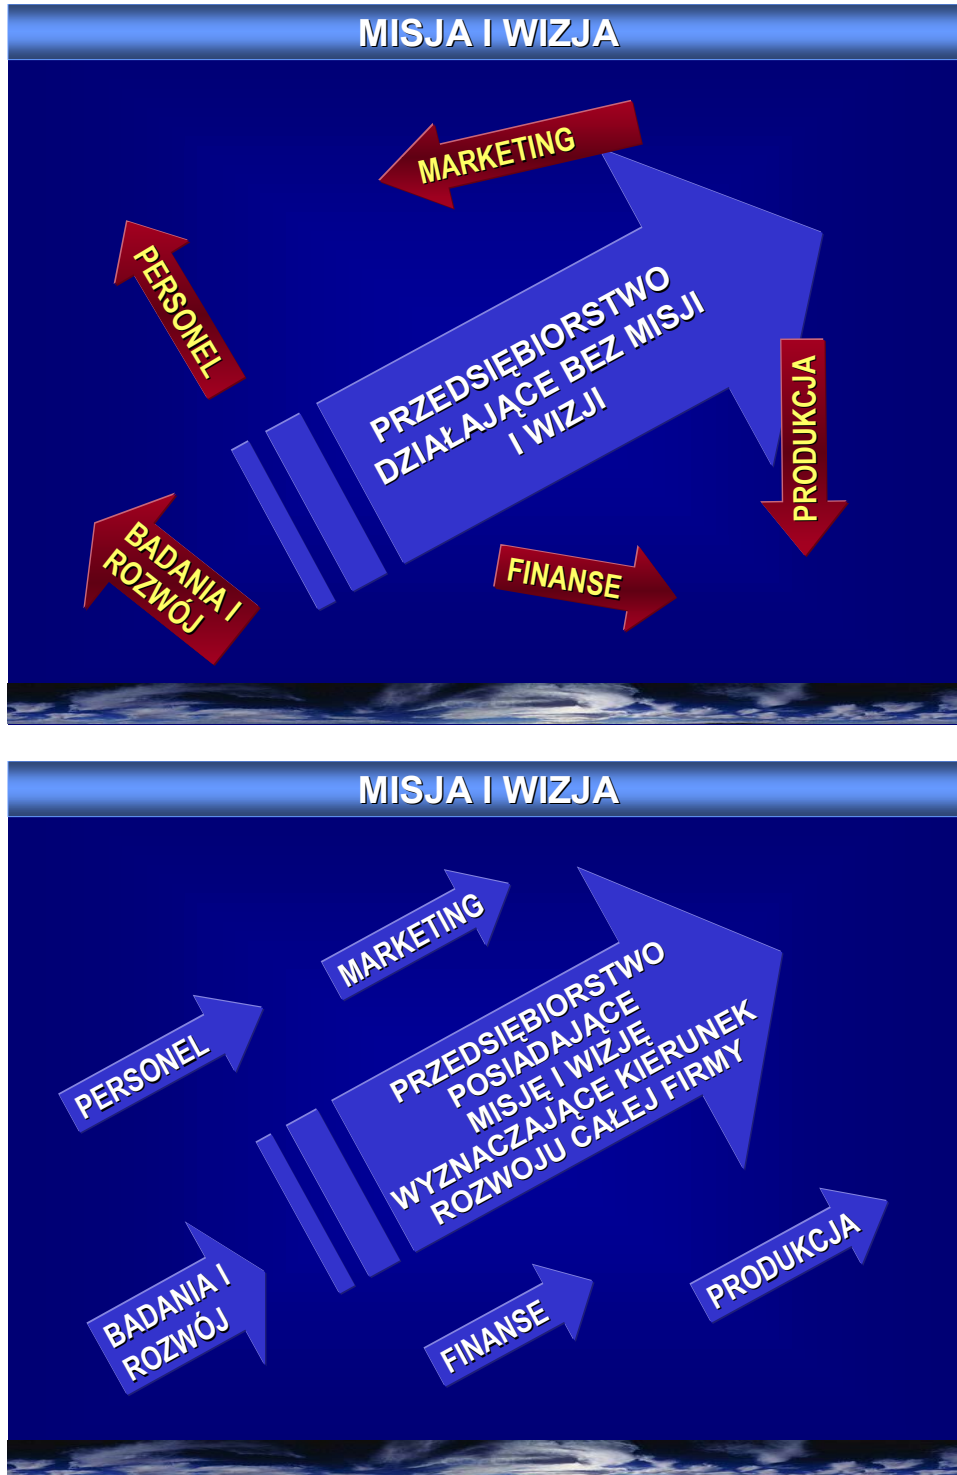 MISJA I WIZJA
MARKETING
PERSONEL
PRZEDSIĘBIORSTWO
DZIAŁAJĄCE BEZ MISJI
I WIZJI
PRODUKCJA
BADANIA I
ROZWÓJ
FINANSE
MISJA I WIZJA
MARKETING
PERSONEL
PRZEDSIĘBIORSTWO
POSIADAJĄCE
MISJĘ I WIZJĘ
WYZNACZAJĄCE KIERUNEK
ROZWOJU CAŁEJ FIRMY
BADANIA I
ROZWÓJ
FINANSE
PRODUKCJA